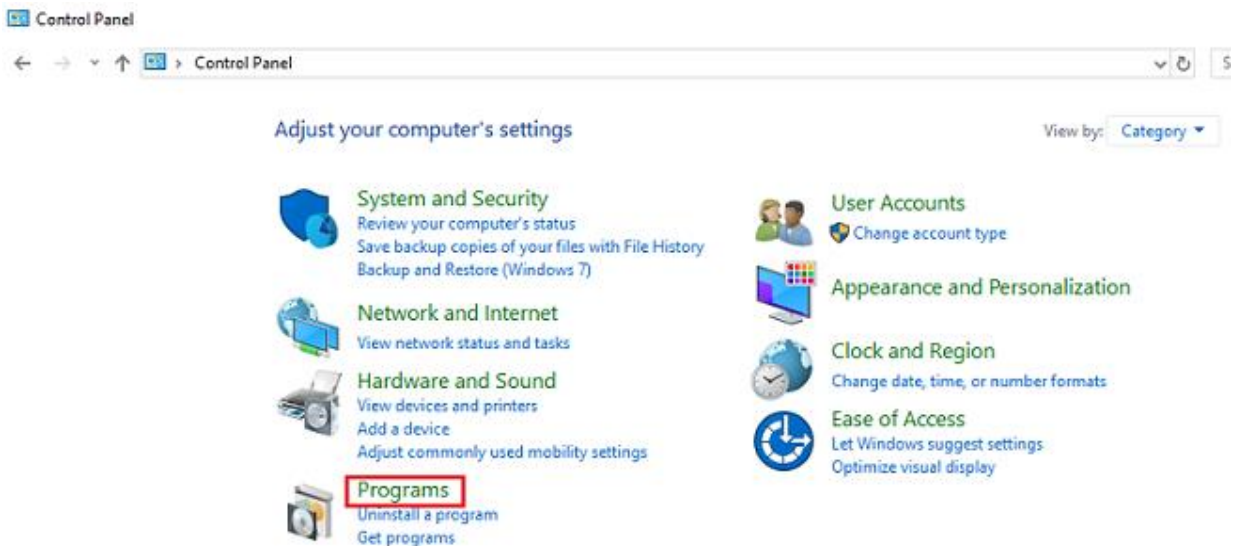 Control Panel
Control Panel
Adjust your computer's settings
View by: Category
System and Security
Review your computer's status
Save backup copies of your files with File History
Backup and Restore (Windows 7)
Network and Internet
View network status and tasks
Hardware and Sound
View devices and printers
Add a device
Adjust commonly used mobility settings
Programs
Uninstall a program
Get programs
User Accounts
Change account type
Appearance and Personalization
Clock and Region
Change date, time, or number formats
Ease of Access
Let Windows suggest settings
Optimize visual display